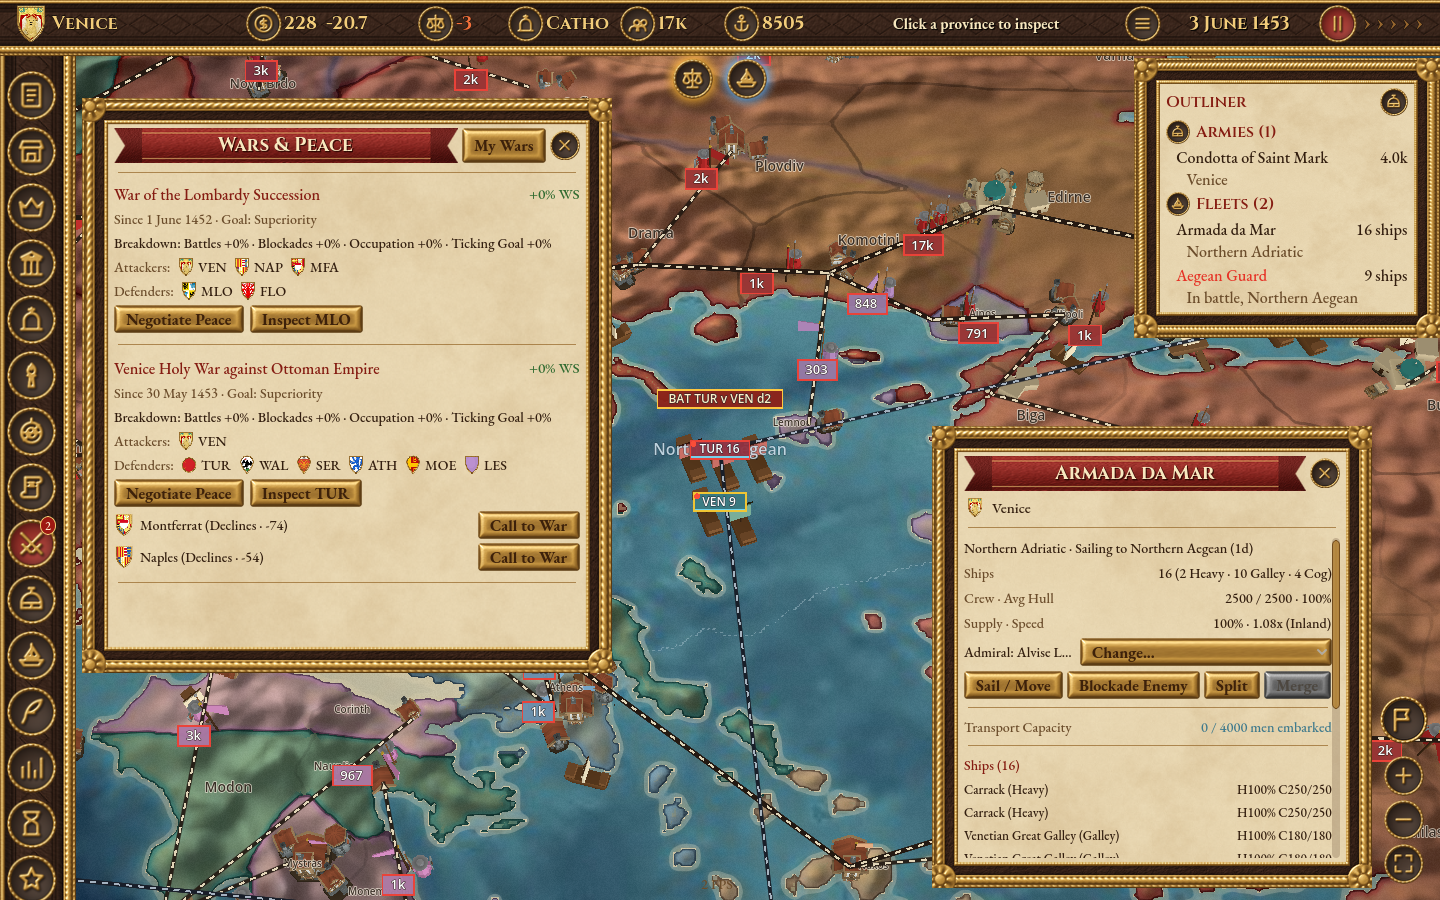 VENICE
228 -20.7
-3
CATHO
17K
8505
Click a province to inspect
3 JUNE 1453
3k
2k
Plovdiv
2k
Edirne
Drama
Komotini
17k
1k
848
791
1k
303
BAT TUR v VEN d2
Biga
TUR 16
VEN 9
WARS & PEACE
My Wars
War of the Lombardy Succession +0% WS
Since 1 June 1452 · Goal: Superiority
Breakdown: Battles +0% · Blockades +0% · Occupation +0% · Ticking Goal +0%
Attackers: VEN NAP MFA
Defenders: MLO FLO
Negotiate Peace Inspect MLO
Venice Holy War against Ottoman Empire +0% WS
Since 30 May 1453 · Goal: Superiority
Breakdown: Battles +0% · Blockades +0% · Occupation +0% · Ticking Goal +0%
Attackers: VEN
Defenders: TUR WAL SER ATH MOE LES
Negotiate Peace Inspect TUR
Montferrat (Declines · -74) Call to War
Naples (Declines · -54) Call to War
2
OUTLINER
ARMIES (1)
Condotta of Saint Mark 4.0k
Venice
FLEETS (2)
Armada da Mar 16 ships
Northern Adriatic
Aegean Guard 9 ships
In battle, Northern Aegean
ARMADA DA MAR
Venice
Northern Adriatic · Sailing to Northern Aegean (1d)
Ships 16 (2 Heavy · 10 Galley · 4 Cog)
Crew · Avg Hull 2500 / 2500 · 100%
Supply · Speed 100% · 1.08x (Inland)
Admiral: Alvise L... Change...
Sail / Move Blockade Enemy Split Merge
Transport Capacity 0 / 4000 men embarked
Ships (16)
Carrack (Heavy) H100% C250/250
Carrack (Heavy) H100% C250/250
Venetian Great Galley (Galley) H100% C180/180
Venetian Great Galley (Galley) H100% C180/180
Athens
1k
Corinth
3k
967
Modon
Mystras
1k
2k